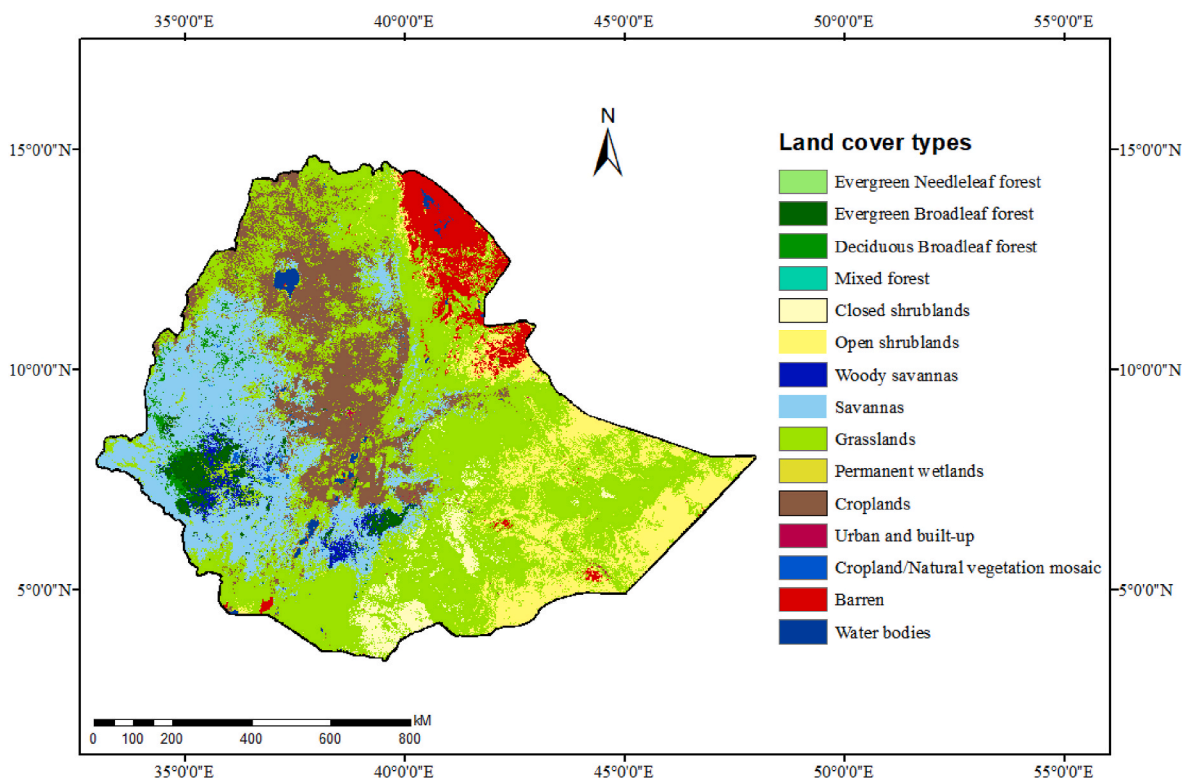 35°0'0"E 40°0'0"E 45°0'0"E 50°0'0"E 55°0'0"E
N
15°0'0"N 15°0'0"N
Land cover types
Evergreen Needleleaf forest
Evergreen Broadleaf forest
Deciduous Broadleaf forest
Mixed forest
Closed shrublands
Open shrublands
10°0'0"N 10°0'0"N
Woody savannas
Savannas
Grasslands
Permanent wetlands
Croplands
Urban and built-up
Cropland/Natural vegetation mosaic
5°0'0"N 5°0'0"N
Barren
Water bodies
kM
0 100 200 400 600 800
35°0'0"E 40°0'0"E 45°0'0"E 50°0'0"E 55°0'0"E